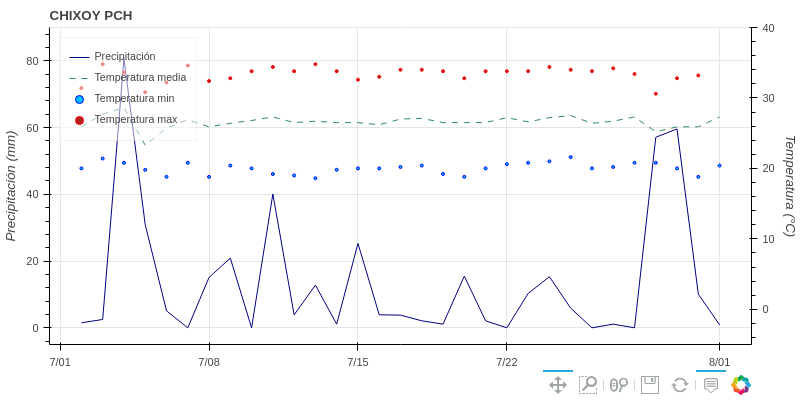 CHIXOY PCH
Precipitación
Temperatura media
Temperatura min
Temperatura max
Precipitación (mm)
80
60
40
20
0
Temperatura (°C)
40
30
20
10
0
7/01
7/08
7/15
7/22
8/01